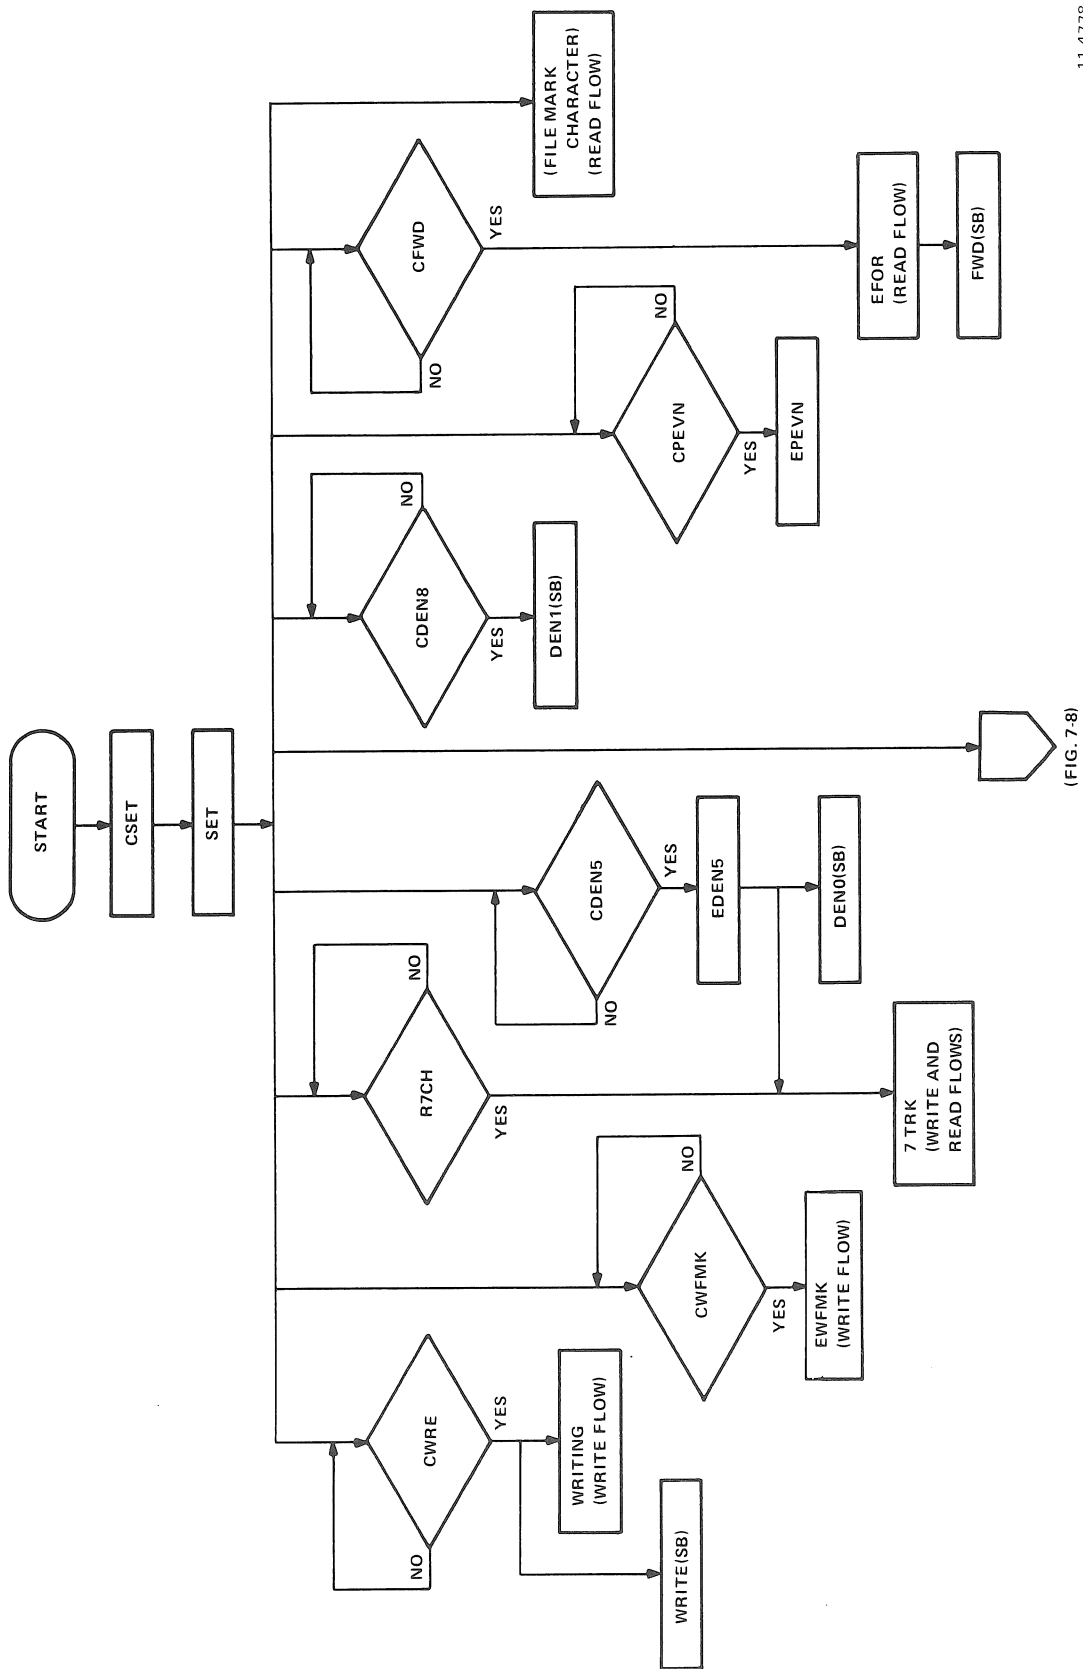 START
CSET
SET
CWRE
NO
YES
WRITING
(WRITE FLOW)
WRITE(SB)
CWFMK
NO
YES
EWFMK
(WRITE FLOW)
R7CH
NO
YES
7 TRK
(WRITE AND
READ FLOWS)
CDEN5
NO
YES
EDEN5
DEN0(SB)
(FIG. 7-8)
CDEN8
NO
YES
DEN1(SB)
CPEVN
NO
YES
EPEVN
CFWD
NO
YES
EFOR
(READ FLOW)
FWD(SB)
(FILE MARK
CHARACTER)
(READ FLOW)